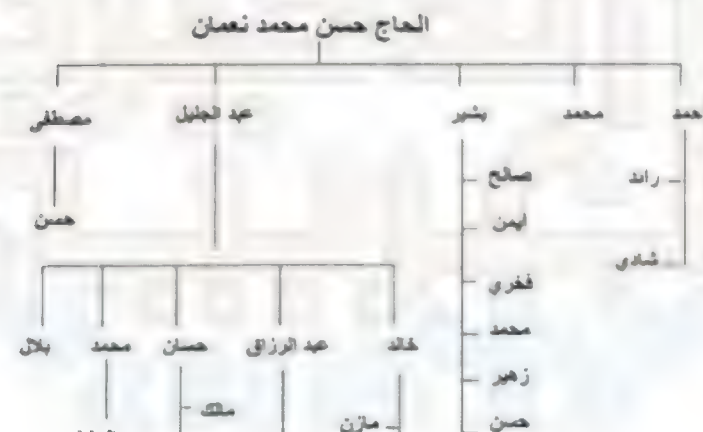 الحاج حسن محمد نعمان
محمد بشير عبد الجليل مصطفى
صالح
رائد
أيمن
حسن
شادي
فخري
محمد
خالد عبد الرزاق حسان محمد بلال
زهير
ملك
حسن
مازن